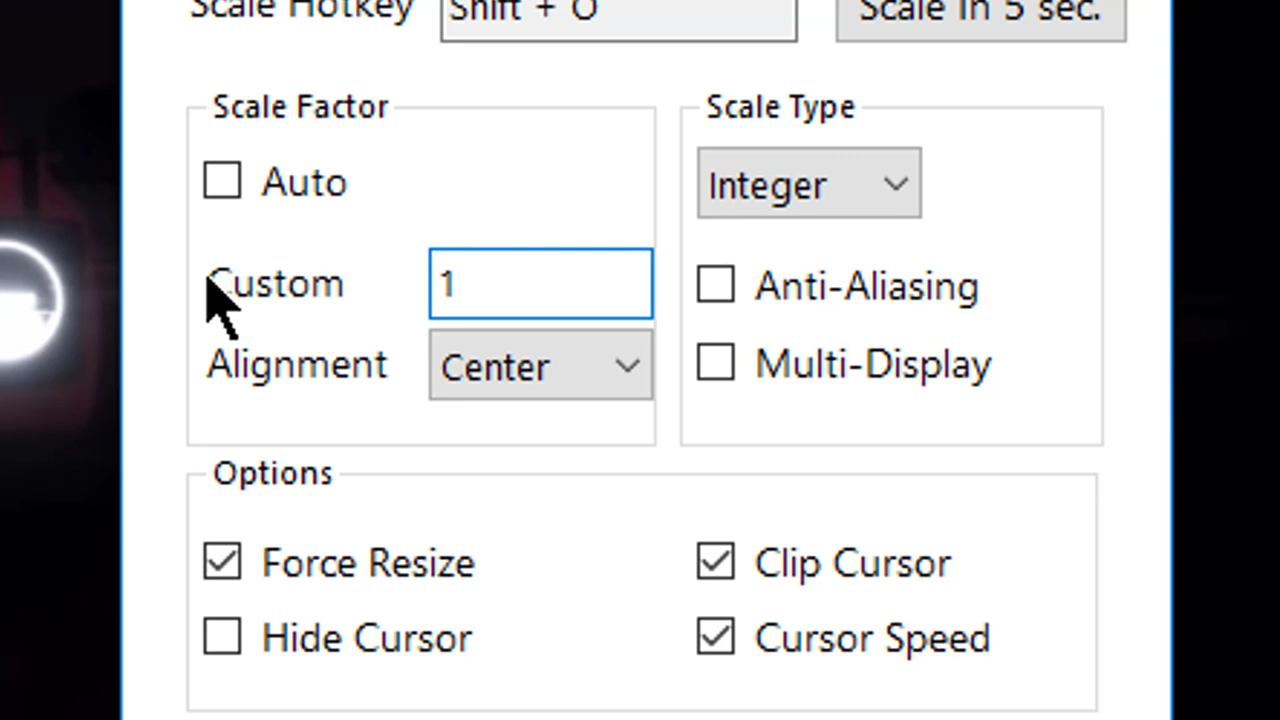 Scale Hotkey Shift + O Scale in 5 sec.
Scale Factor Scale Type
Auto Integer
Custom 1 Anti-Aliasing
Alignment Center Multi-Display
Options
Force Resize Clip Cursor
Hide Cursor Cursor Speed